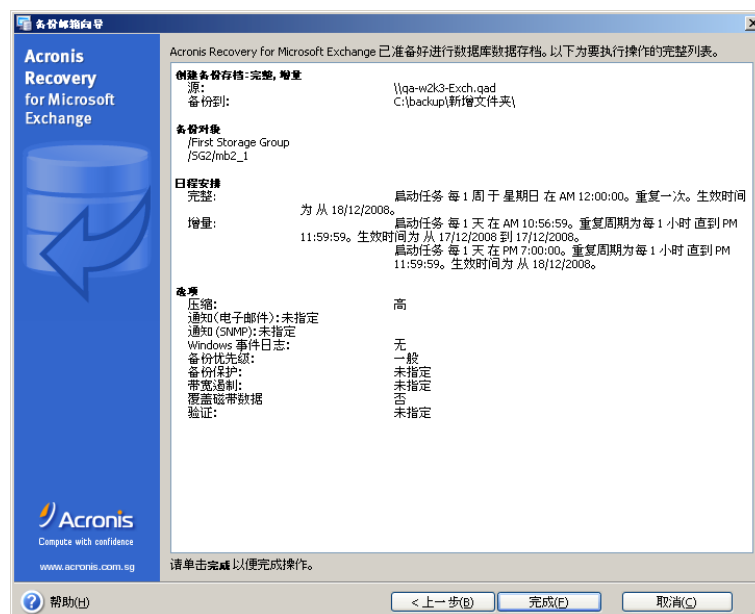 备份邮箱向导
Acronis
Recovery
for Microsoft
Exchange
Acronis Recovery for Microsoft Exchange 已准备好进行数据库数据存档。以下为要执行操作的完整列表。
创建备份存档:完整, 增量
源: \\qa-w2k3-Exch.qad
备份到: C:\backup\新增文件夹\
备份对象
/First Storage Group
/SG2/mb2_1
日程安排
完整: 启动任务 每 1 周 于 星期日 在 AM 12:00:00。重复一次。生效时间
为 从 18/12/2008。
增量: 启动任务 每 1 天 在 AM 10:56:59。重复周期为每 1 小时 直到 PM
11:59:59。生效时间为 从 17/12/2008 到 17/12/2008。
启动任务 每 1 天 在 PM 7:00:00。重复周期为每 1 小时 直到 PM
11:59:59。生效时间为 从 18/12/2008。
选项
压缩: 高
通知(电子邮件):未指定
通知 (SNMP):未指定
Windows 事件日志: 无
备份优先级: 一般
备份保护: 未指定
带宽遏制: 未指定
覆盖磁带数据 否
验证: 未指定
Acronis
Compute with confidence
www.acronis.com.sg
请单击完成 以便完成操作。
帮助(H)
< 上一步(B) 完成(F) 取消(C)